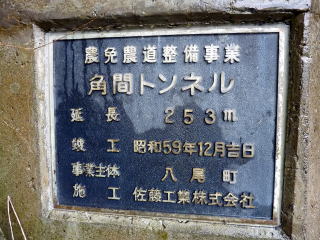 農免農道整備事業
角間トンネル
延長 253m
竣工 昭和59年12月吉日
事業主体 八尾町
施工 佐藤工業株式会社